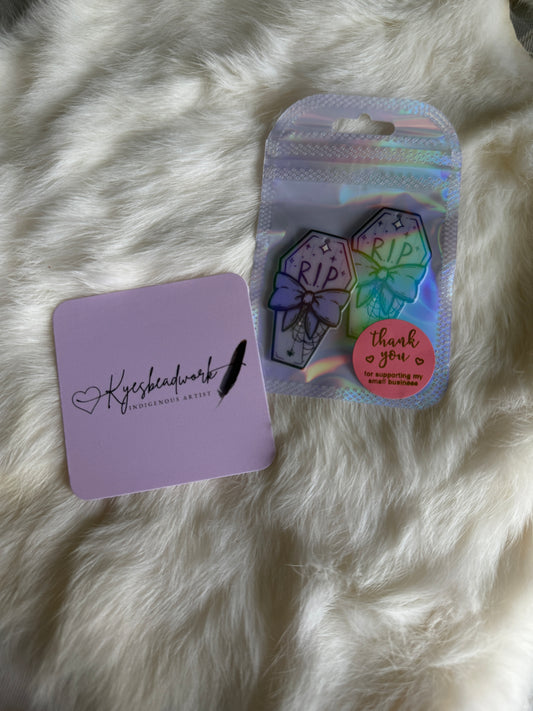 RIP
RIP
thank
you
for supporting my
small business
Kyesbeadwork
INDIGENOUS ARTIST